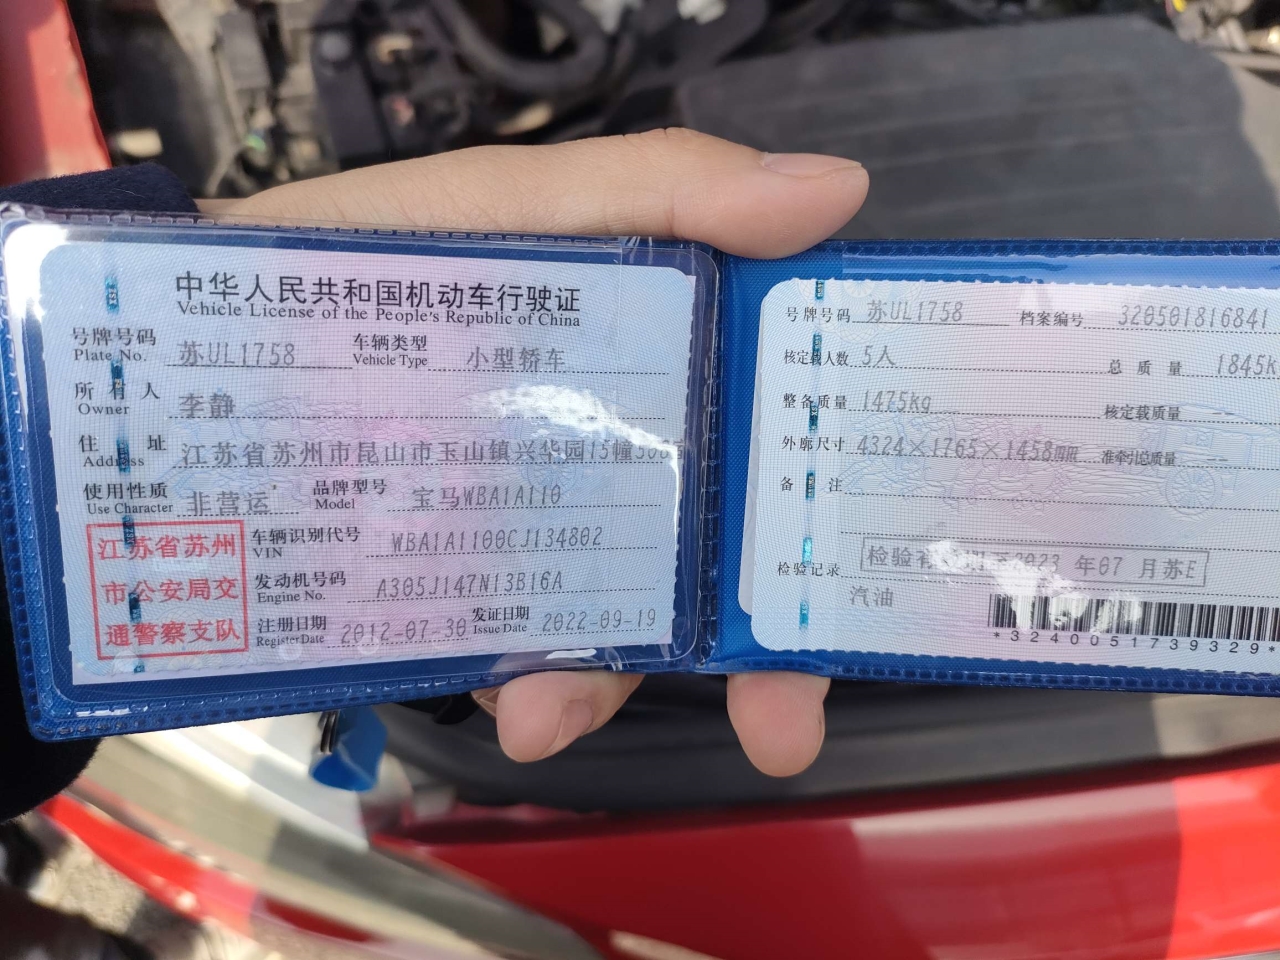 中华人民共和国机动车行驶证
Vehicle License of the People's Republic of China
号牌号码 苏UL1758 车辆类型 小型轿车
Plate No. Vehicle Type
所有人 李静
Owner
住址 江苏省苏州市昆山市玉山镇兴华园15幢
Address
使用性质 非营运 品牌型号 宝马WBA1A110
Use Character Model
江苏省苏州
市公安局交
通警察支队
车辆识别代号 WBA1A1100CJ134802
VIN
发动机号码 A305J147N13B16A
Engine No.
注册日期 2012-07-30 发证日期 2022-09-19
Register Date Issue Date
号牌号码 苏UL1758 档案编号 320501816841
核定载人数 5人 总质量 1845k
整备质量 1475kg 核定载质量 --
外廓尺寸 4324×1765×1458mm 准牵引总质量 --
备注
检验记录 检验有 至2023 年07 月苏E
汽油
*3240051739329*